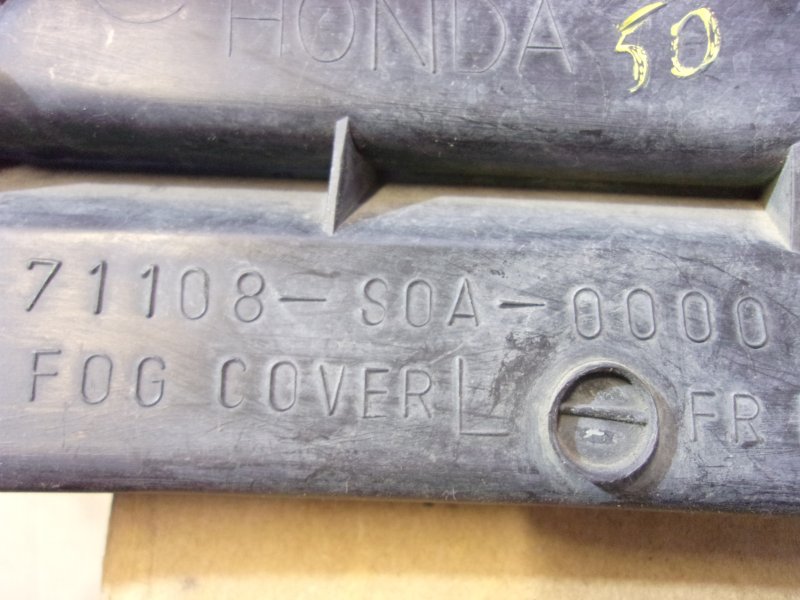 HONDA 50
71108-S0A-0000
FOG COVER L FR